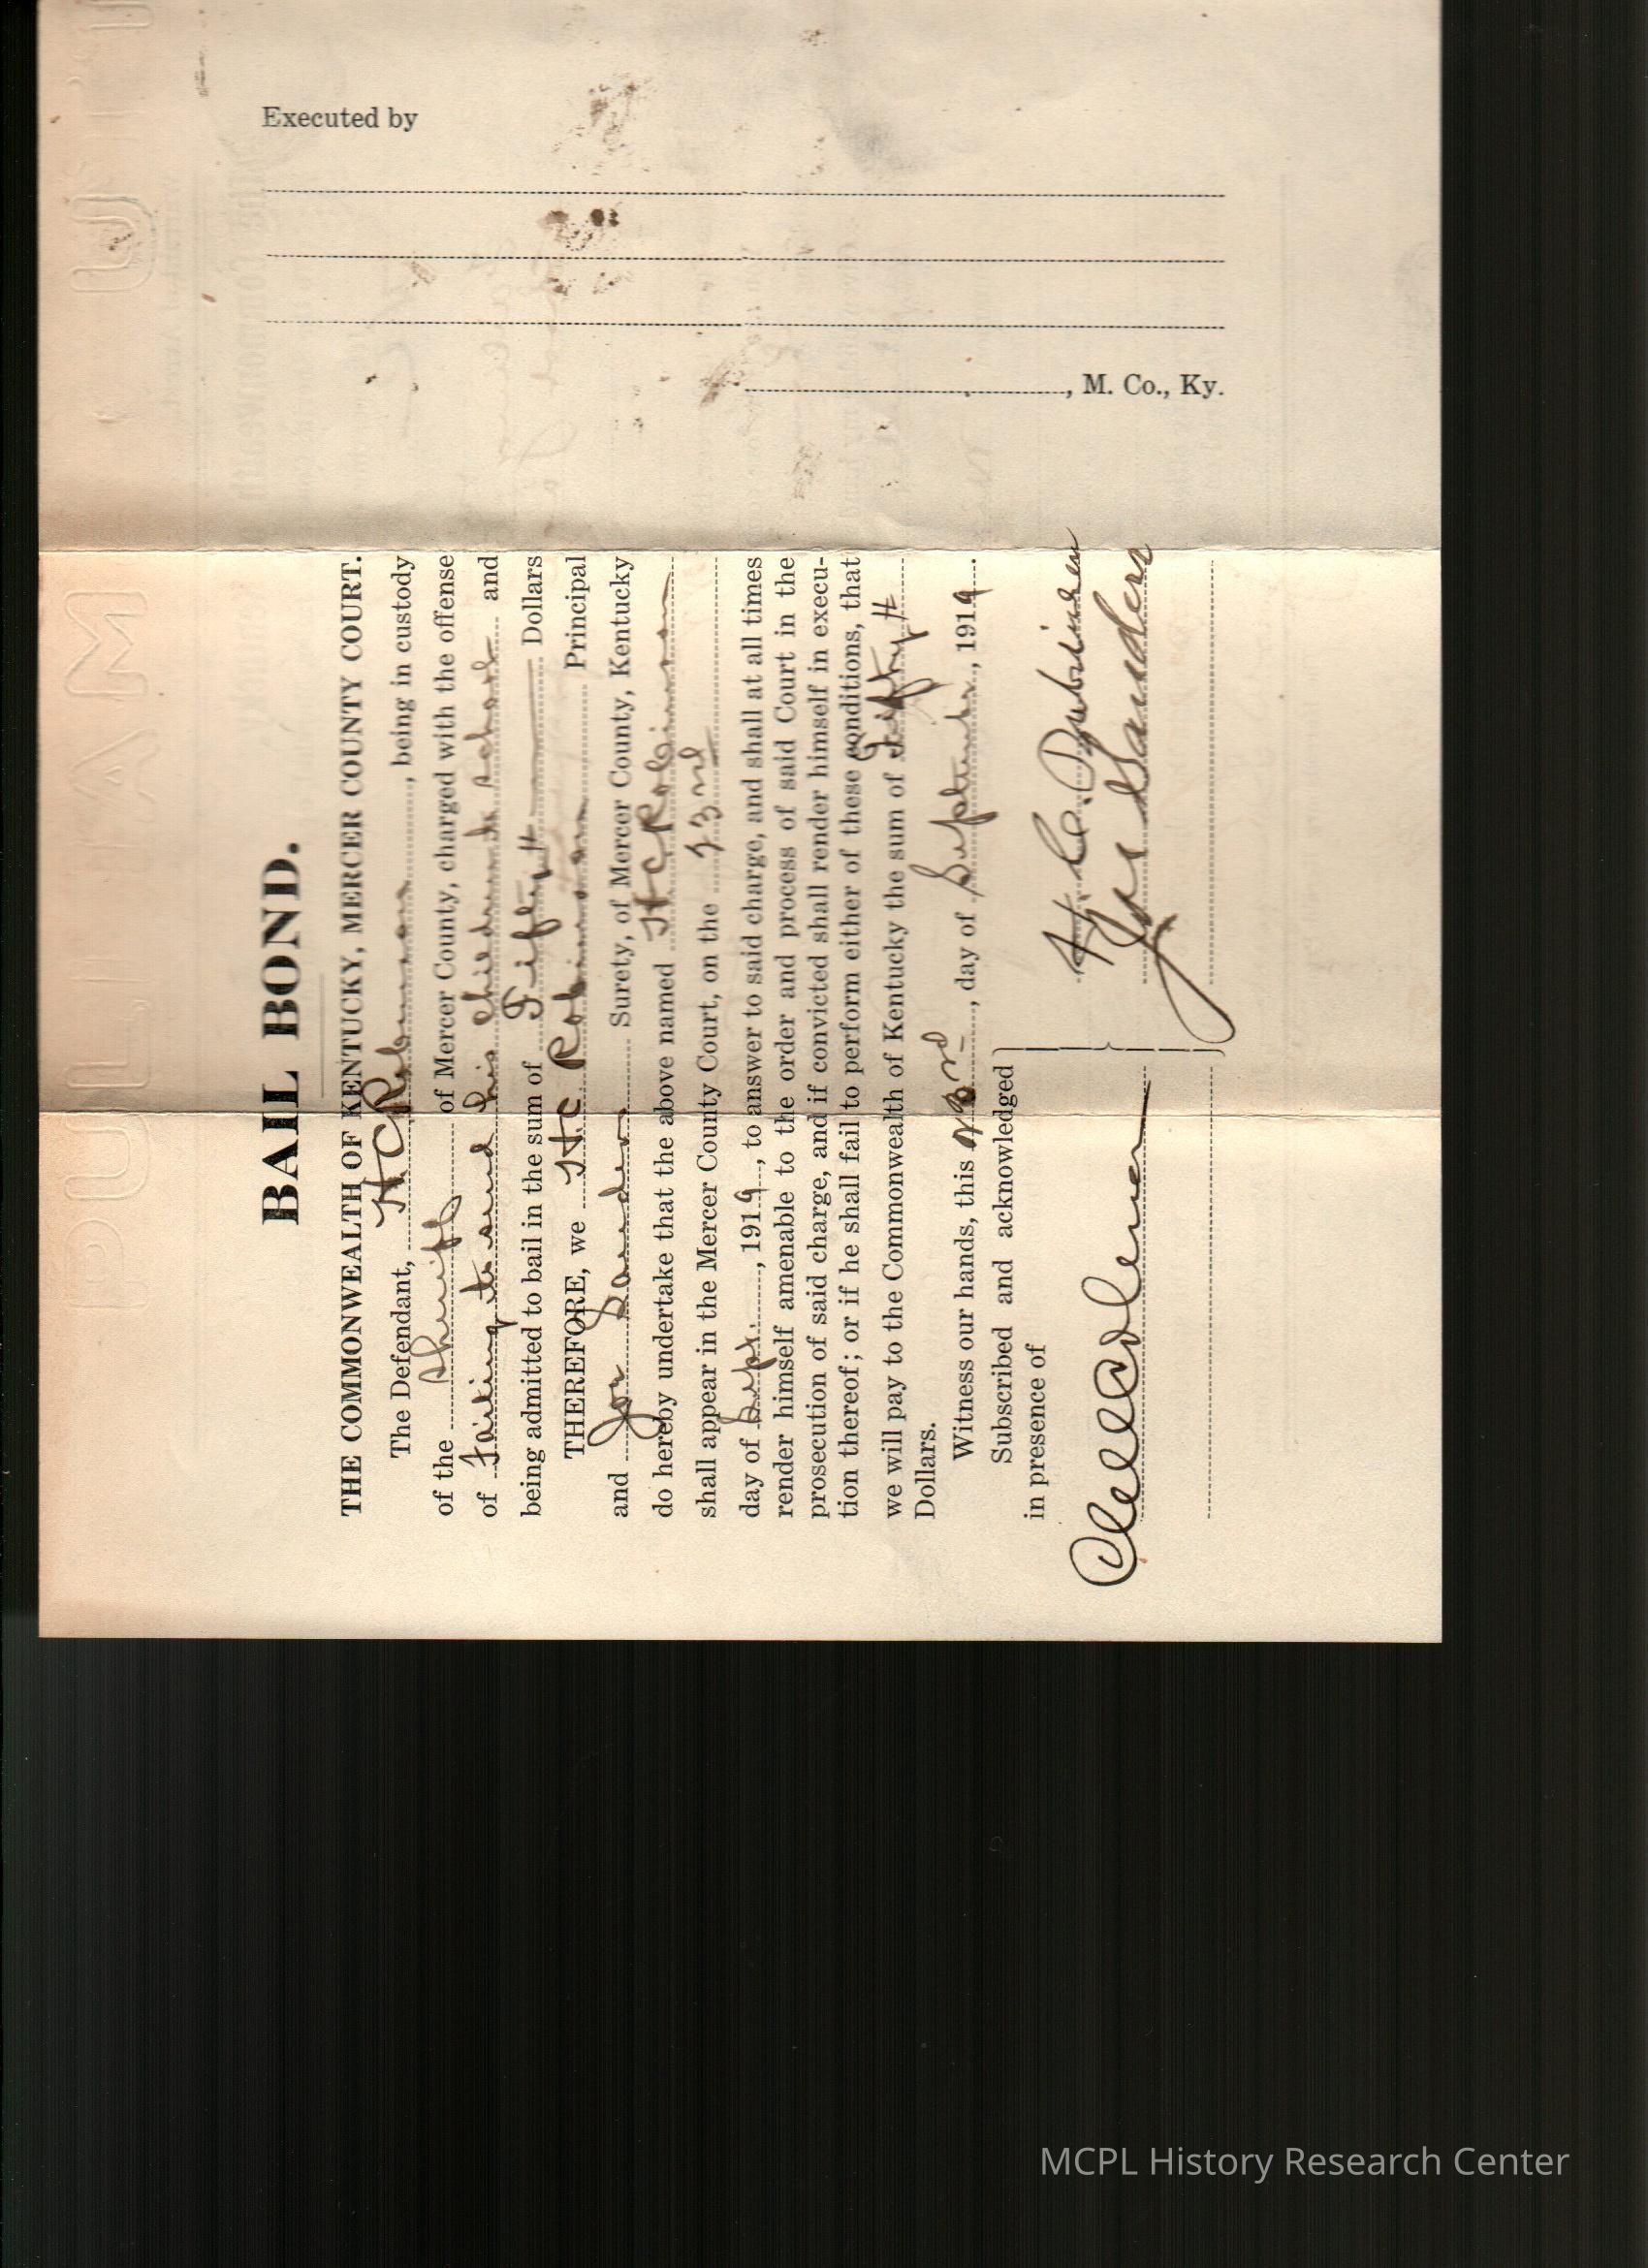 Executed by
, M. Co., Ky.
BAIL BOND.
THE COMMONWEALTH OF KENTUCKY, MERCER COUNTY COURT.
The Defendant, H C Robinson, being in custody
of the Sheriff of Mercer County, charged with the offense
of Failing to send his children to school and
being admitted to bail in the sum of Fifty Dollars
THEREFORE, we H C Robinson Principal
and Joe Sanders Surety, of Mercer County, Kentucky
do hereby undertake that the above named H C Robinson
shall appear in the Mercer County Court, on the 23rd
day of Sept., 1919, to answer to said charge, and shall at all times
render himself amenable to the order and process of said Court in the
prosecution of said charge, and if convicted shall render himself in execu-
tion thereof; or if he shall fail to perform either of these conditions, that
we will pay to the Commonwealth of Kentucky the sum of Fifty
Dollars.
Witness our hands, this 23rd, day of September, 1919.
Subscribed and acknowledged
in presence of
H. C. Robinson
Joe Sanders
PULLIAM
MCPL History Research Center